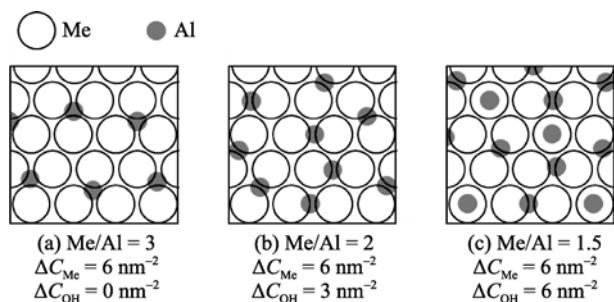 Me Al
(a) Me/Al = 3 (b) Me/Al = 2 (c) Me/Al = 1.5
ΔC_Me = 6 nm⁻² ΔC_Me = 6 nm⁻² ΔC_Me = 6 nm⁻²
ΔC_OH = 0 nm⁻² ΔC_OH = 3 nm⁻² ΔC_OH = 6 nm⁻²